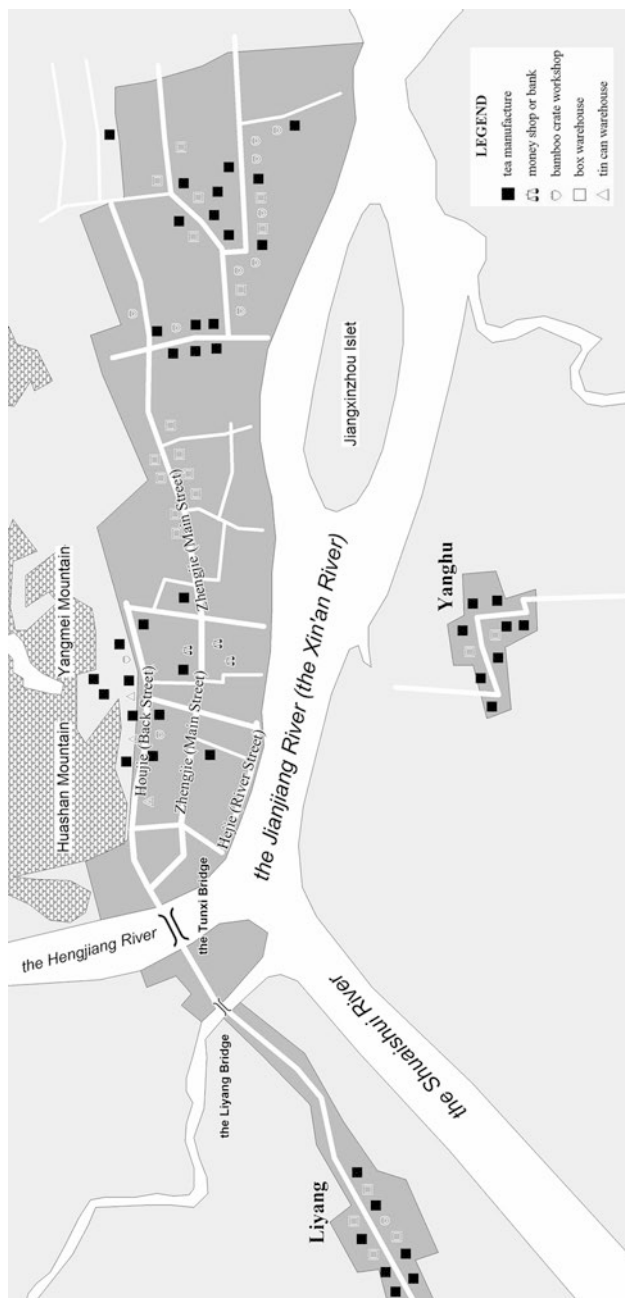 Huashan Mountain
Yangmei Mountain
Houjie (Back Street)
Zhengjie (Main Street)
Zhengjie (Main Street)
Hejie (River Street)
the Hengjiang River
the Tunxi Bridge
the Liyang Bridge
the Jianjiang River (the Xin'an River)
Jiangxinzhou Islet
the Shuaishui River
Liyang
Yanghu
LEGEND
tea manufacture
money shop or bank
bamboo crate workshop
box warehouse
tin can warehouse